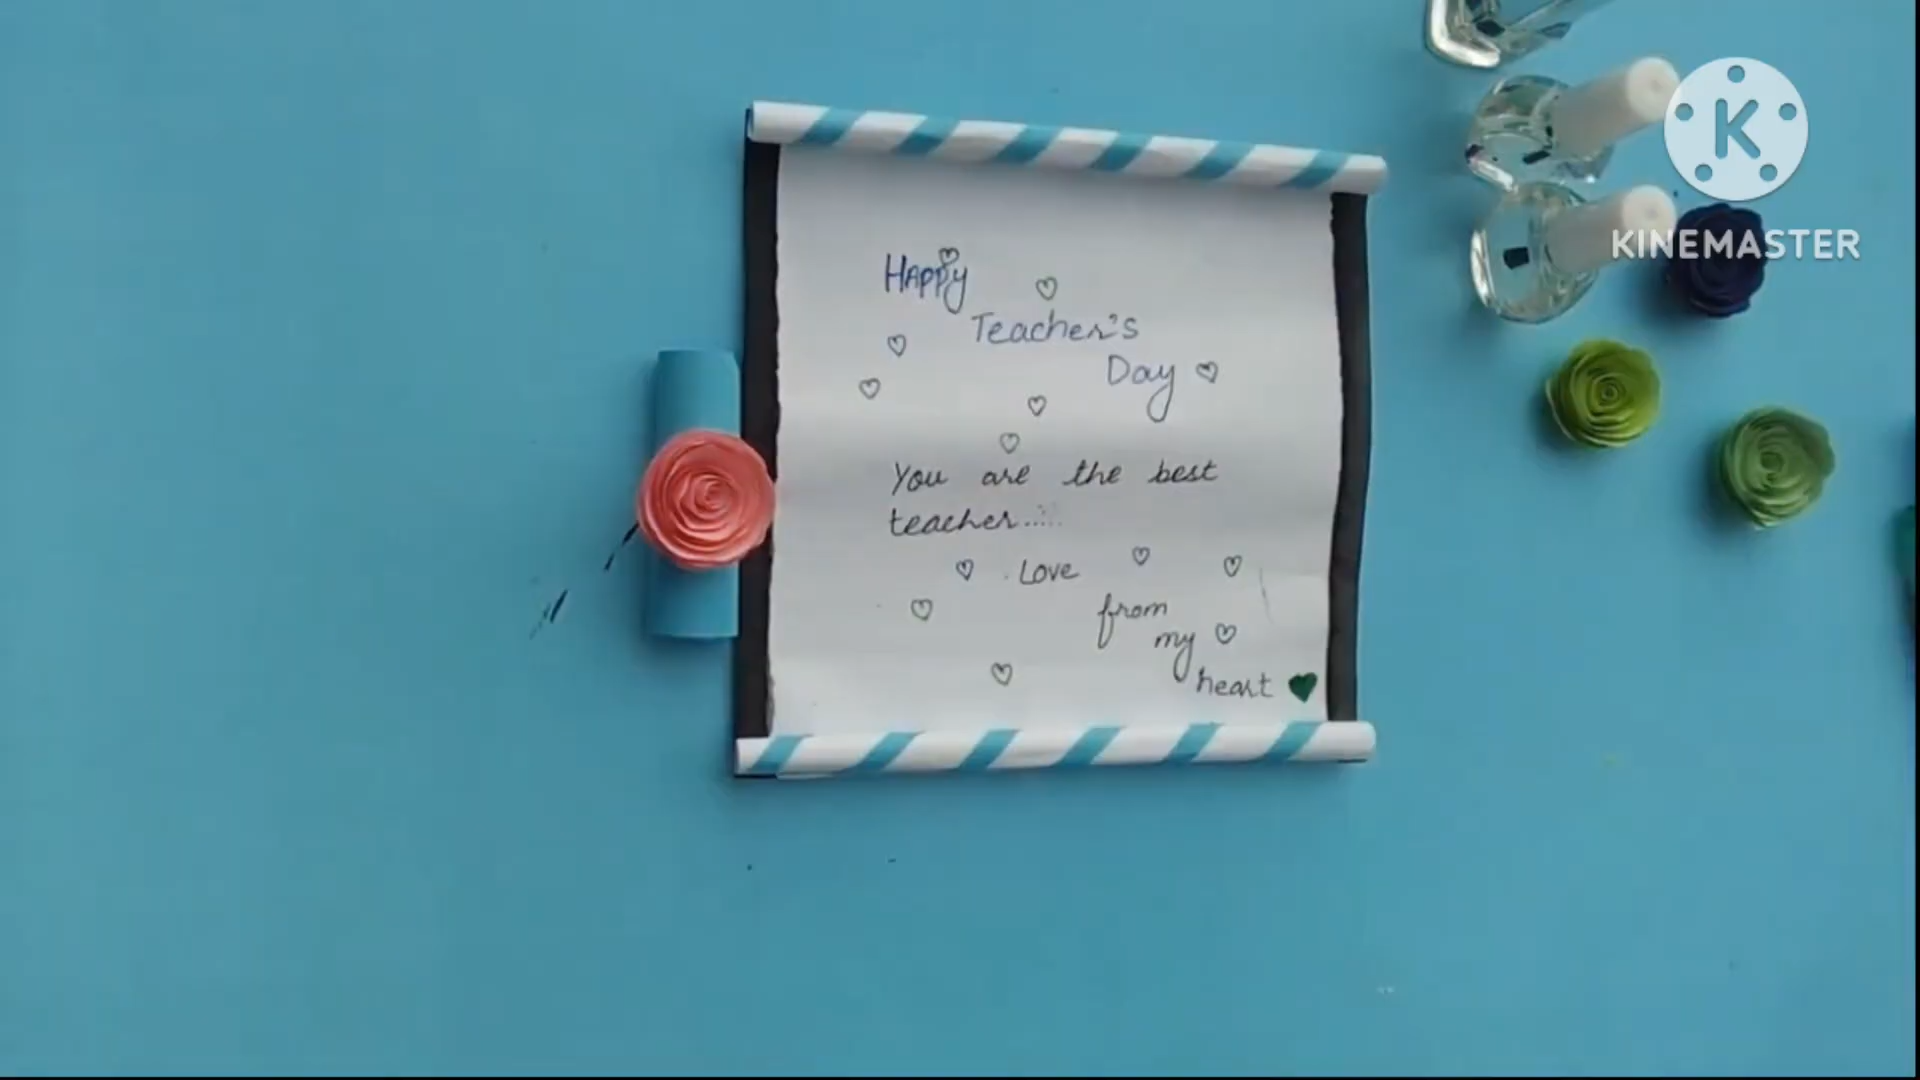 Happy
Teacher's
Day
You are the best
teacher......
Love
from
my
heart
K
KINEMASTER